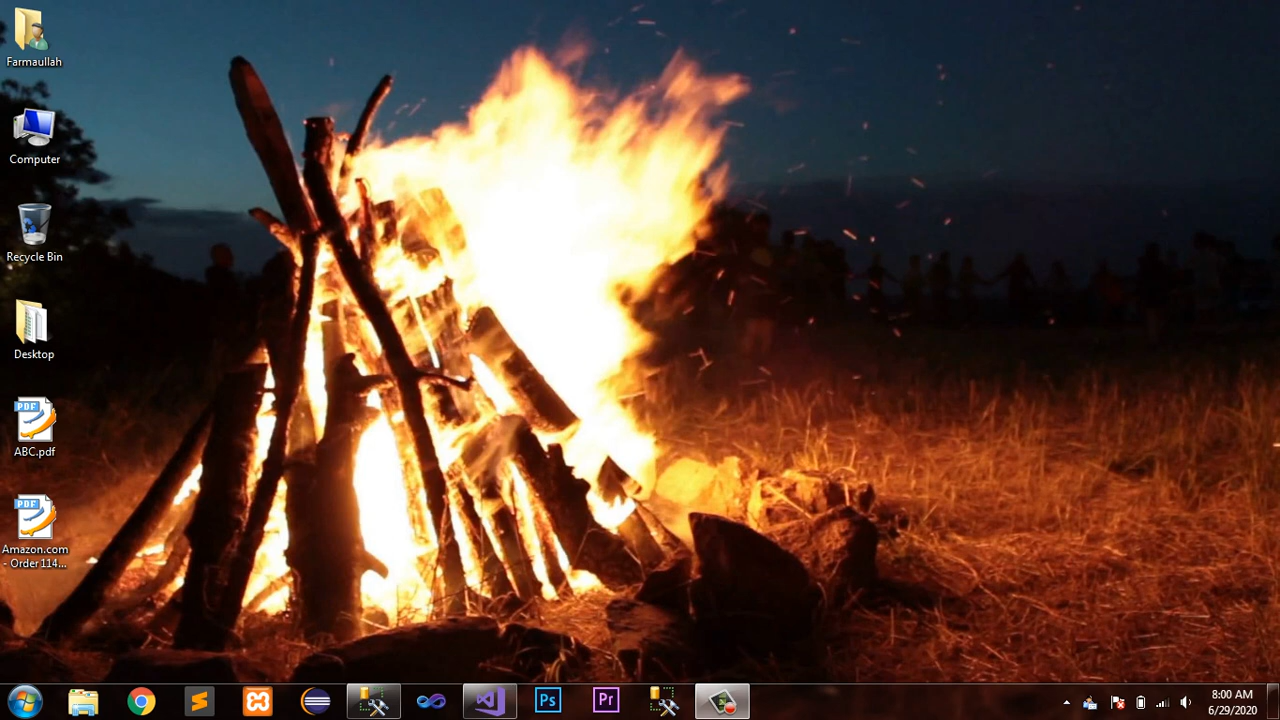 Farmaullah
Computer
Recycle Bin
Desktop
PDF
ABC.pdf
PDF
Amazon.com
- Order 114...
Ps
Pr
8:00 AM
6/29/2020